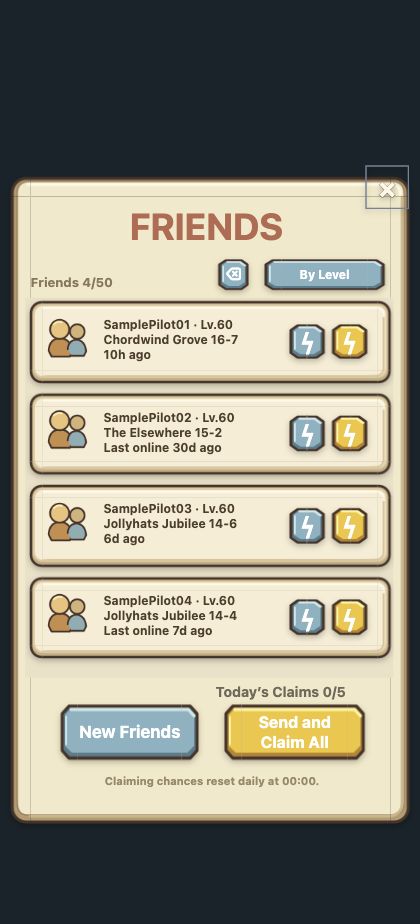 FRIENDS
Friends 4/50
By Level
SamplePilot01 · Lv.60
Chordwind Grove 16-7
10h ago
SamplePilot02 · Lv.60
The Elsewhere 15-2
Last online 30d ago
SamplePilot03 · Lv.60
Jollyhats Jubilee 14-6
6d ago
SamplePilot04 · Lv.60
Jollyhats Jubilee 14-4
Last online 7d ago
Today's Claims 0/5
New Friends
Send and
Claim All
Claiming chances reset daily at 00:00.